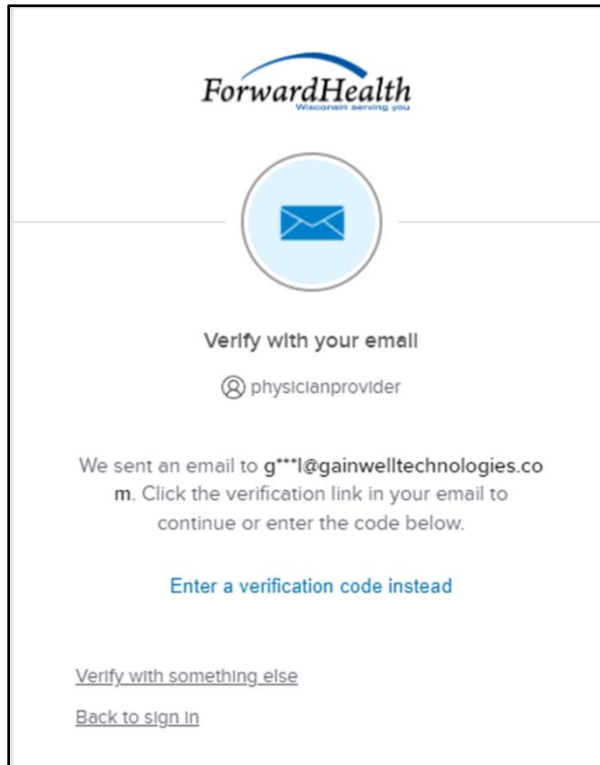 ForwardHealth
Wisconsin serving you
Verify with your email
physicianprovider
We sent an email to g***l@gainwelltechnologies.co
m. Click the verification link in your email to
continue or enter the code below.
Enter a verification code instead
Verify with something else
Back to sign in